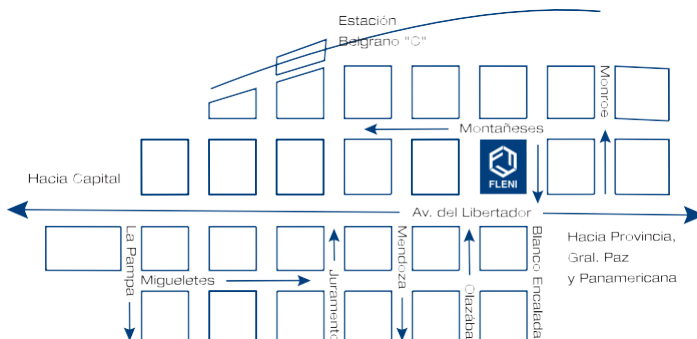 Estación
Belgrano "C"
Monroe
Montañeses
FLENI
Hacia Capital
Av. del Libertador
La Pampa
Migueletes
Juramento
Mendoza
Olazába
Blanco Encalada
Hacia Provincia,
Gral. Paz
y Panamericana